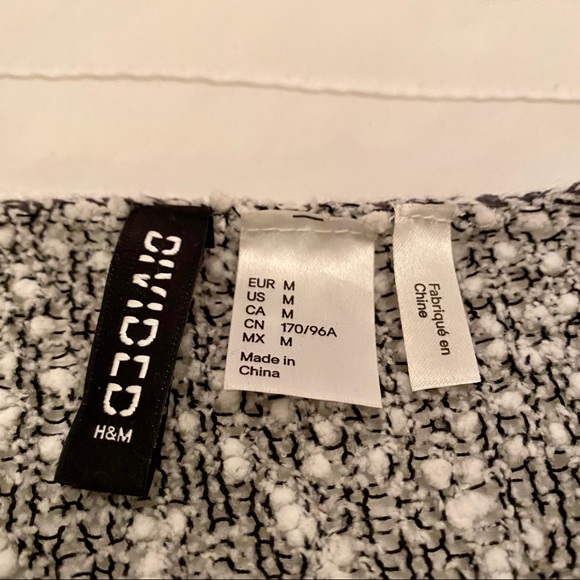 DIVIDED
H&M
EUR M
US M
CA M
CN 170/96A
MX M
Made in
China
Fabriqué en
Chine